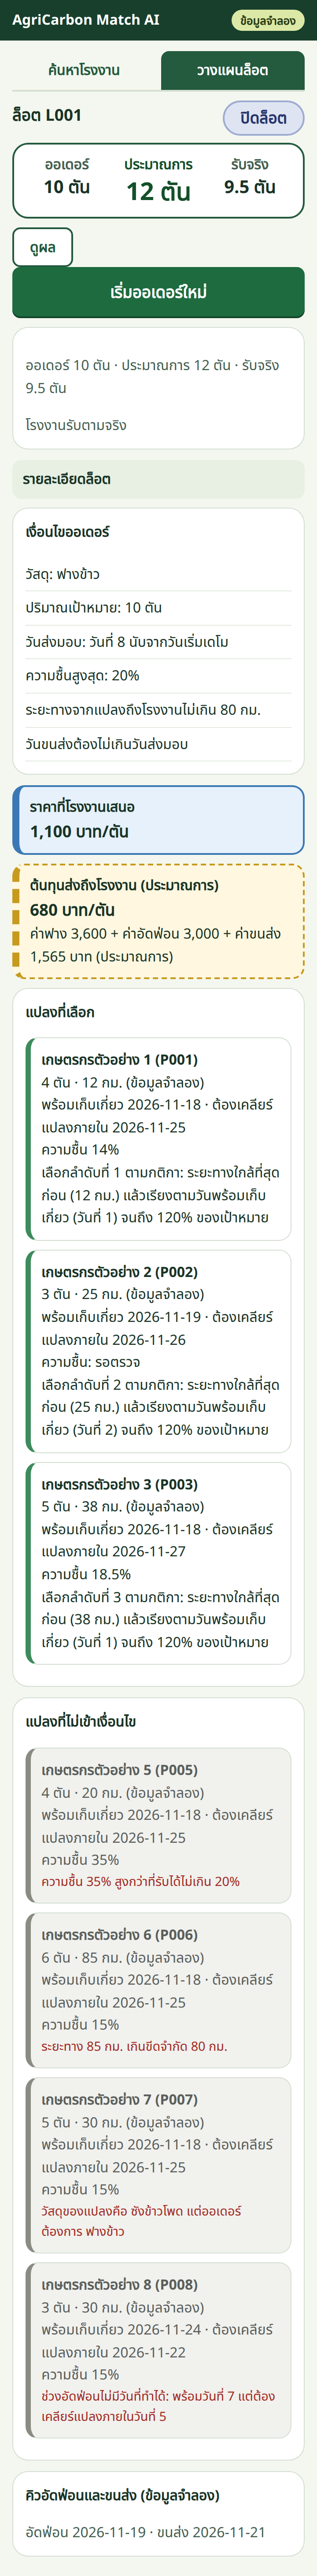 AgriCarbon Match AI
ข้อมูลจำลอง
ค้นหาโรงงาน
วางแผนล็อต
ล็อต L001
ปิดล็อต
ออเดอร์
10 ตัน
ประมาณการ
12 ตัน
รับจริง
9.5 ตัน
ดูผล
เริ่มออเดอร์ใหม่
ออเดอร์ 10 ตัน · ประมาณการ 12 ตัน · รับจริง
9.5 ตัน
โรงงานรับตามจริง
รายละเอียดล็อต
เงื่อนไขออเดอร์
วัสดุ: ฟางข้าว
ปริมาณเป้าหมาย: 10 ตัน
วันส่งมอบ: วันที่ 8 นับจากวันเริ่มเดโม
ความชื้นสูงสุด: 20%
ระยะทางจากแปลงถึงโรงงานไม่เกิน 80 กม.
วันขนส่งต้องไม่เกินวันส่งมอบ
ราคาที่โรงงานเสนอ
1,100 บาท/ตัน
ต้นทุนส่งถึงโรงงาน (ประมาณการ)
680 บาท/ตัน
ค่าฟาง 3,600 + ค่าอัดฟ่อน 3,000 + ค่าขนส่ง
1,565 บาท (ประมาณการ)
แปลงที่เลือก
เกษตรกรตัวอย่าง 1 (P001)
4 ตัน · 12 กม. (ข้อมูลจำลอง)
พร้อมเก็บเกี่ยว 2026-11-18 · ต้องเคลียร์
แปลงภายใน 2026-11-25
ความชื้น 14%
เลือกลำดับที่ 1 ตามกติกา: ระยะทางใกล้ที่สุด
ก่อน (12 กม.) แล้วเรียงตามวันพร้อมเก็บ
เกี่ยว (วันที่ 1) จนถึง 120% ของเป้าหมาย
เกษตรกรตัวอย่าง 2 (P002)
3 ตัน · 25 กม. (ข้อมูลจำลอง)
พร้อมเก็บเกี่ยว 2026-11-19 · ต้องเคลียร์
แปลงภายใน 2026-11-26
ความชื้น: รอตรวจ
เลือกลำดับที่ 2 ตามกติกา: ระยะทางใกล้ที่สุด
ก่อน (25 กม.) แล้วเรียงตามวันพร้อมเก็บ
เกี่ยว (วันที่ 2) จนถึง 120% ของเป้าหมาย
เกษตรกรตัวอย่าง 3 (P003)
5 ตัน · 38 กม. (ข้อมูลจำลอง)
พร้อมเก็บเกี่ยว 2026-11-18 · ต้องเคลียร์
แปลงภายใน 2026-11-27
ความชื้น 18.5%
เลือกลำดับที่ 3 ตามกติกา: ระยะทางใกล้ที่สุด
ก่อน (38 กม.) แล้วเรียงตามวันพร้อมเก็บ
เกี่ยว (วันที่ 1) จนถึง 120% ของเป้าหมาย
แปลงที่ไม่เข้าเงื่อนไข
เกษตรกรตัวอย่าง 5 (P005)
4 ตัน · 20 กม. (ข้อมูลจำลอง)
พร้อมเก็บเกี่ยว 2026-11-18 · ต้องเคลียร์
แปลงภายใน 2026-11-25
ความชื้น 35%
ความชื้น 35% สูงกว่าที่รับได้ไม่เกิน 20%
เกษตรกรตัวอย่าง 6 (P006)
6 ตัน · 85 กม. (ข้อมูลจำลอง)
พร้อมเก็บเกี่ยว 2026-11-18 · ต้องเคลียร์
แปลงภายใน 2026-11-25
ความชื้น 15%
ระยะทาง 85 กม. เกินขีดจำกัด 80 กม.
เกษตรกรตัวอย่าง 7 (P007)
5 ตัน · 30 กม. (ข้อมูลจำลอง)
พร้อมเก็บเกี่ยว 2026-11-18 · ต้องเคลียร์
แปลงภายใน 2026-11-25
ความชื้น 15%
วัสดุของแปลงคือ ซังข้าวโพด แต่ออเดอร์
ต้องการ ฟางข้าว
เกษตรกรตัวอย่าง 8 (P008)
3 ตัน · 30 กม. (ข้อมูลจำลอง)
พร้อมเก็บเกี่ยว 2026-11-24 · ต้องเคลียร์
แปลงภายใน 2026-11-22
ความชื้น 15%
ช่วงอัดฟ่อนไม่มีวันที่ทำได้: พร้อมวันที่ 7 แต่ต้อง
เคลียร์แปลงภายในวันที่ 5
คิวอัดฟ่อนและขนส่ง (ข้อมูลจำลอง)
อัดฟ่อน 2026-11-19 · ขนส่ง 2026-11-21